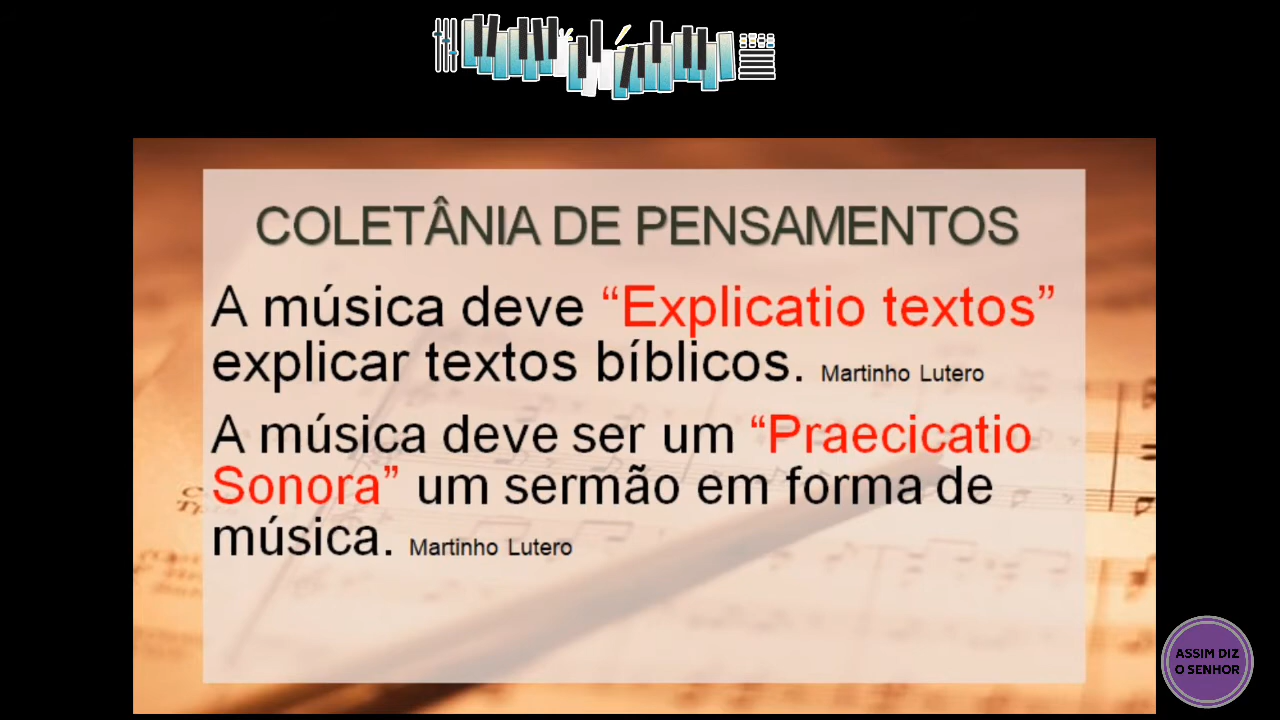 COLETÂNIA DE PENSAMENTOS
A música deve “Explicatio textos”
explicar textos bíblicos. Martinho Lutero
A música deve ser um “Praecicatio
Sonora” um sermão em forma de
música. Martinho Lutero
ASSIM DIZ
O SENHOR